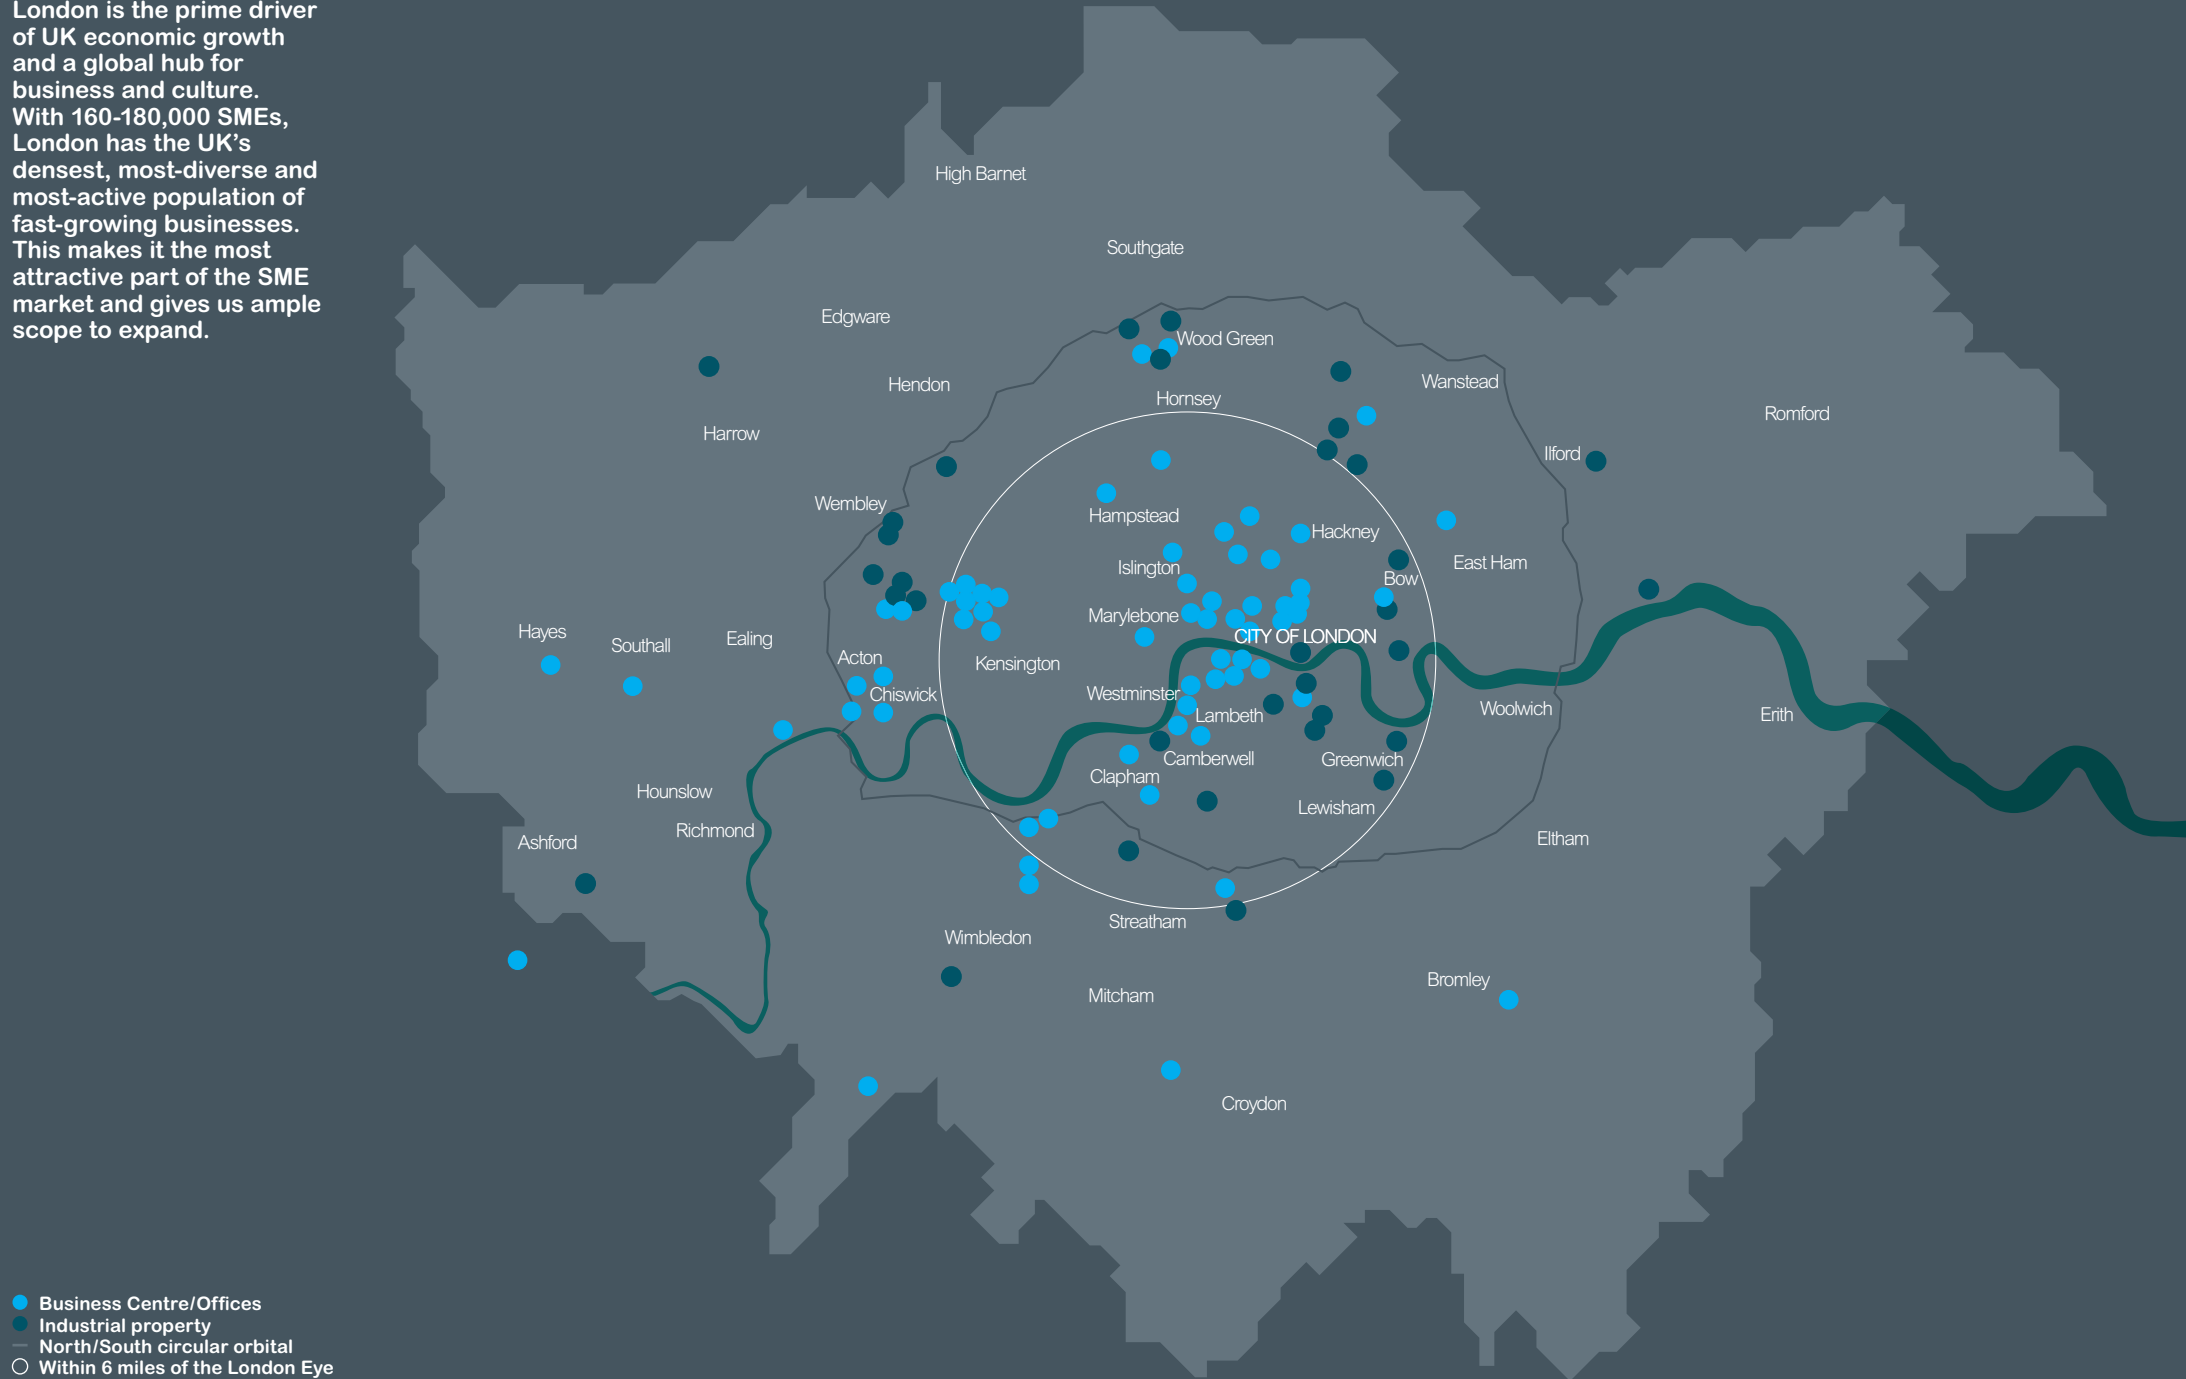 London is the prime driver
of UK economic growth
and a global hub for
business and culture.
With 160-180,000 SMEs,
London has the UK’s
densest, most-diverse and
most-active population of
fast-growing businesses.
This makes it the most
attractive part of the SME
market and gives us ample
scope to expand.
High Barnet
Southgate
Edgware
Wood Green
Hendon
Wanstead
Hornsey
Romford
Harrow
Ilford
Wembley
Hampstead
Hackney
East Ham
Islington
Bow
Marylebone
Hayes
CITY OF LONDON
Ealing
Southall
Acton
Kensington
Chiswick
Westminster
Woolwich
Lambeth
Erith
Camberwell
Greenwich
Clapham
Hounslow
Lewisham
Richmond
Eltham
Ashford
Streatham
Wimbledon
Bromley
Mitcham
Croydon
Business Centre/Offices
Industrial property
North/South circular orbital
Within 6 miles of the London Eye